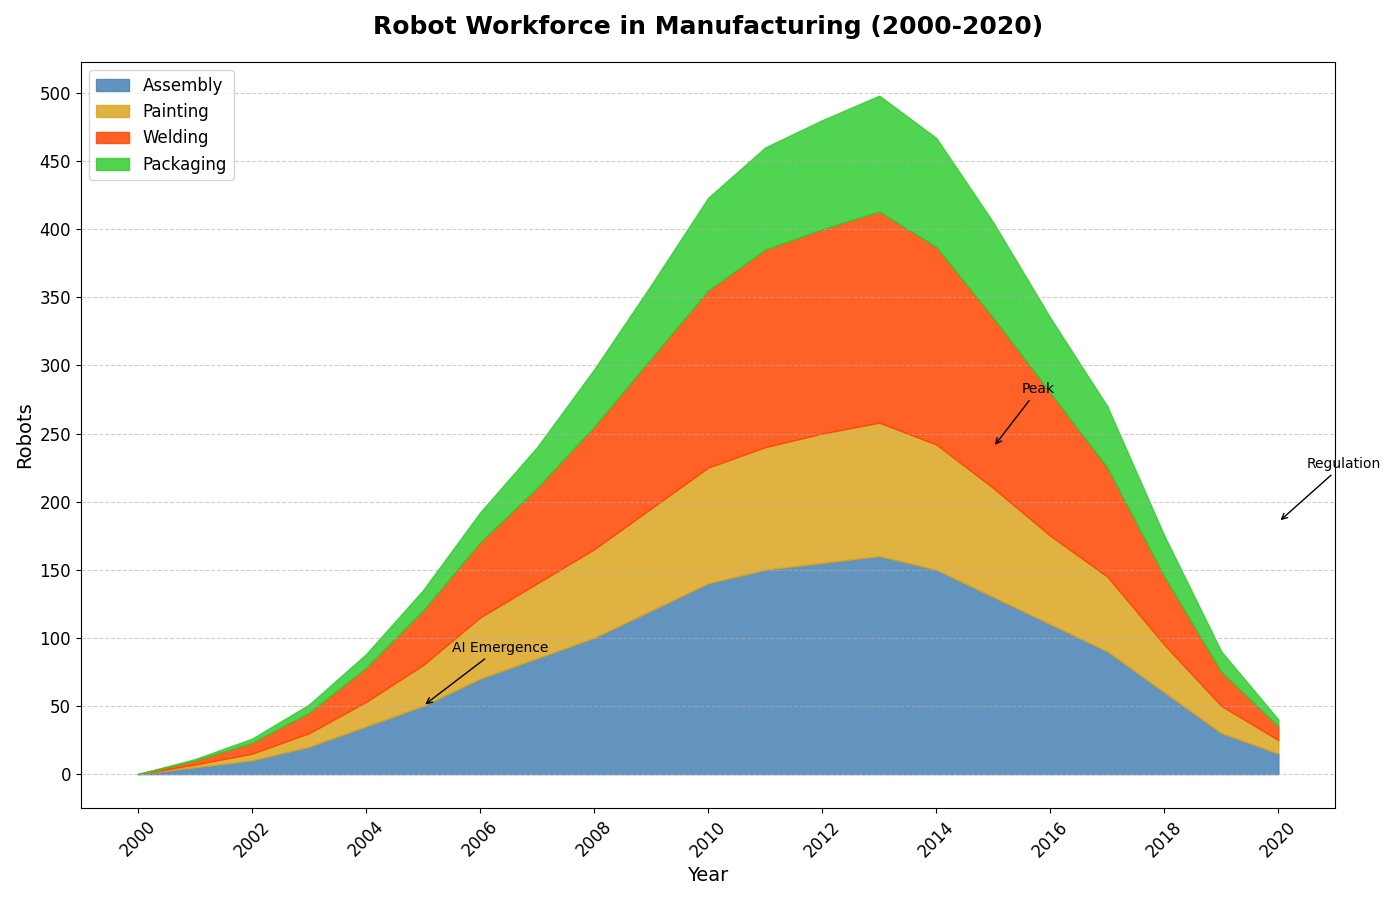 Robot Workforce in Manufacturing (2000-2020)
Assembly
Painting
Welding
Packaging
500
450
400
350
300
250
200
150
100
50
0
Robots
Peak
Regulation
AI Emergence
2000
2002
2004
2006
2008
2010
2012
2014
2016
2018
2020
Year